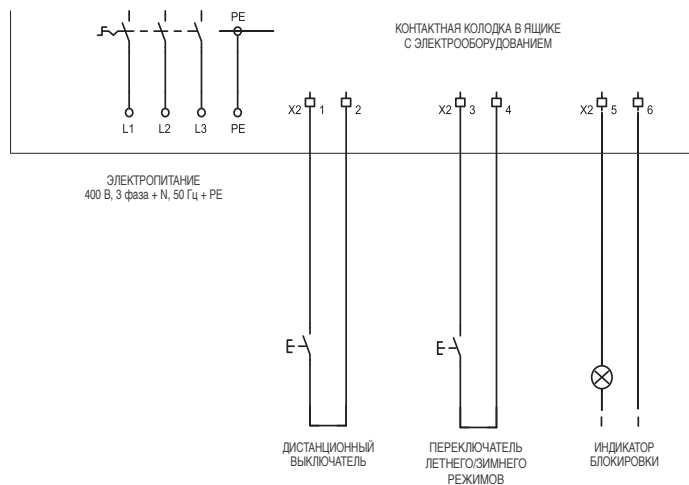 PE
КОНТАКТНАЯ КОЛОДКА В ЯЩИКЕ
С ЭЛЕКТРООБОРУДОВАНИЕМ
X2 1 2 X2 3 4 X2 5 6
L1 L2 L3 PE
ЭЛЕКТРОПИТАНИЕ
400 В, 3 фаза + N, 50 Гц + PE
ДИСТАНЦИОННЫЙ
ВЫКЛЮЧАТЕЛЬ
ПЕРЕКЛЮЧАТЕЛЬ
ЛЕТНЕГО/ЗИМНЕГО
РЕЖИМОВ
ИНДИКАТОР
БЛОКИРОВКИ